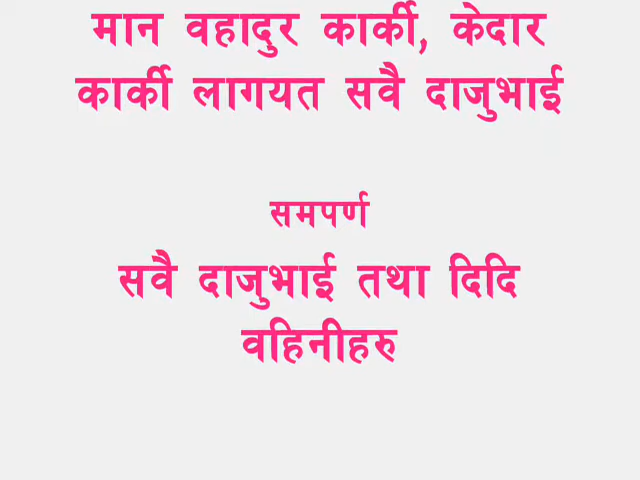 मान वहादुर कार्की, केदार
कार्की लागयत सवै दाजुभाई
समपर्ण
सवै दाजुभाई तथा दिदि
वहिनीहरु